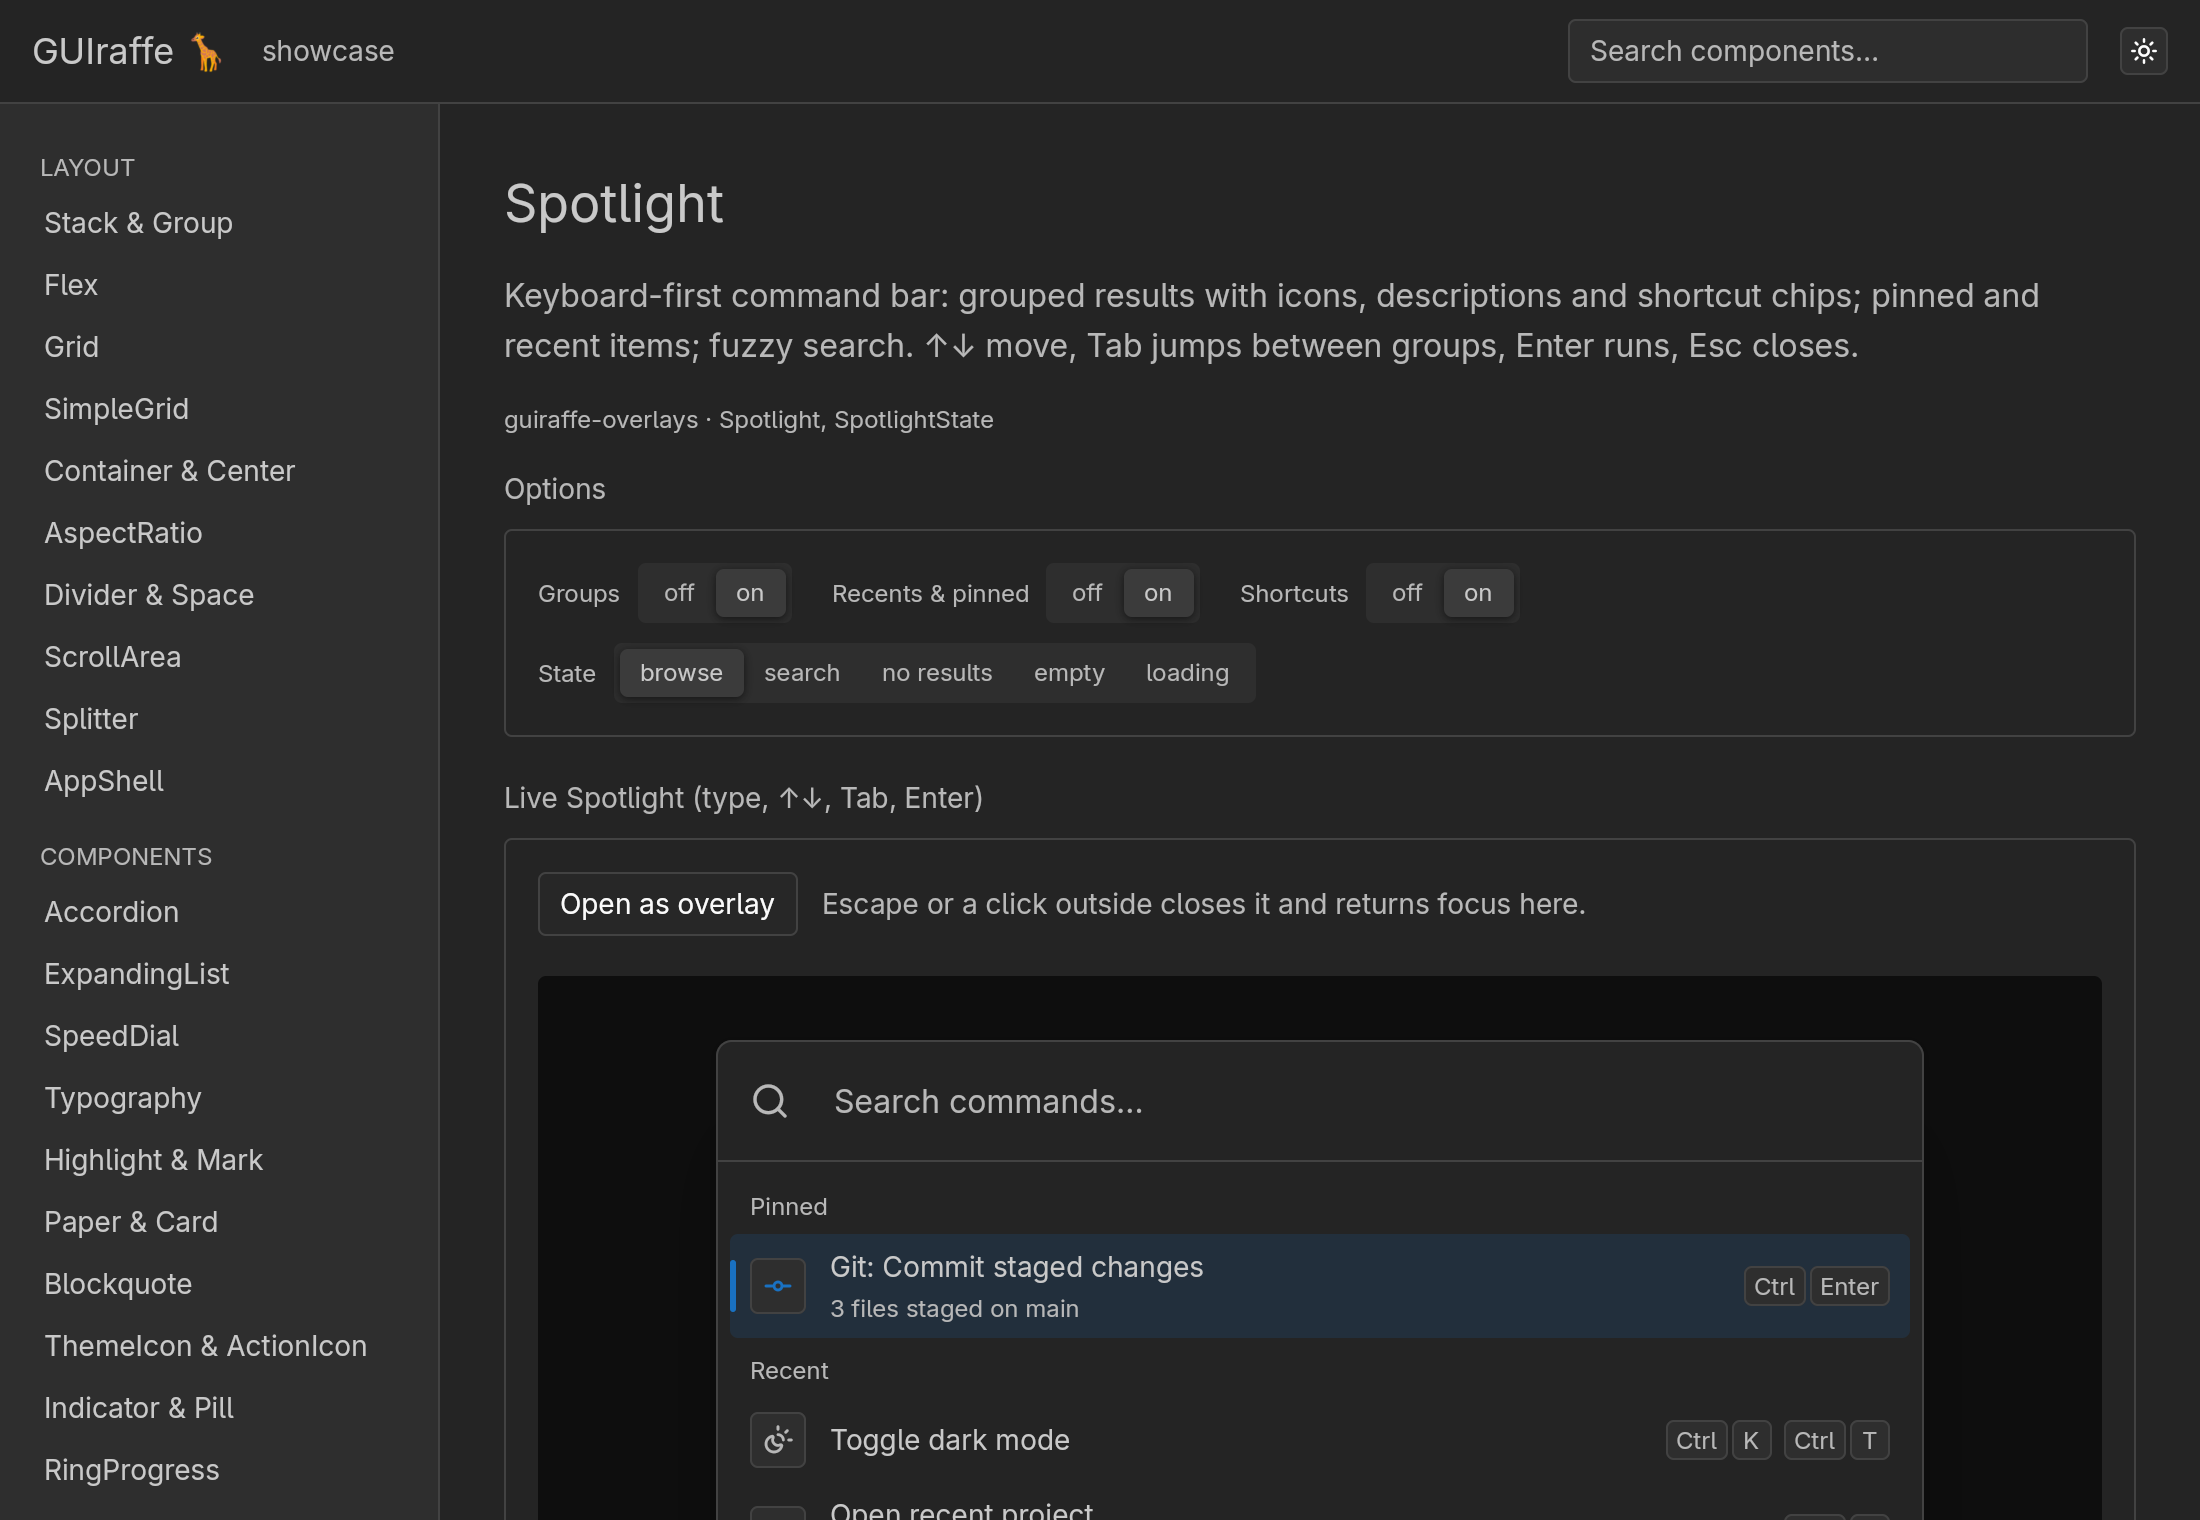 GUIraffe 🦒 showcase
Search components...
LAYOUT
Stack & Group
Flex
Grid
SimpleGrid
Container & Center
AspectRatio
Divider & Space
ScrollArea
Splitter
AppShell
COMPONENTS
Accordion
ExpandingList
SpeedDial
Typography
Highlight & Mark
Paper & Card
Blockquote
ThemeIcon & ActionIcon
Indicator & Pill
RingProgress
Spotlight
Keyboard-first command bar: grouped results with icons, descriptions and shortcut chips; pinned and
recent items; fuzzy search. ↑↓ move, Tab jumps between groups, Enter runs, Esc closes.
guiraffe-overlays · Spotlight, SpotlightState
Options
Groups off on Recents & pinned off on Shortcuts off on
State browse search no results empty loading
Live Spotlight (type, ↑↓, Tab, Enter)
Open as overlay Escape or a click outside closes it and returns focus here.
Search commands...
Pinned
Git: Commit staged changes
3 files staged on main
Ctrl Enter
Recent
Toggle dark mode Ctrl K Ctrl T
Open recent project